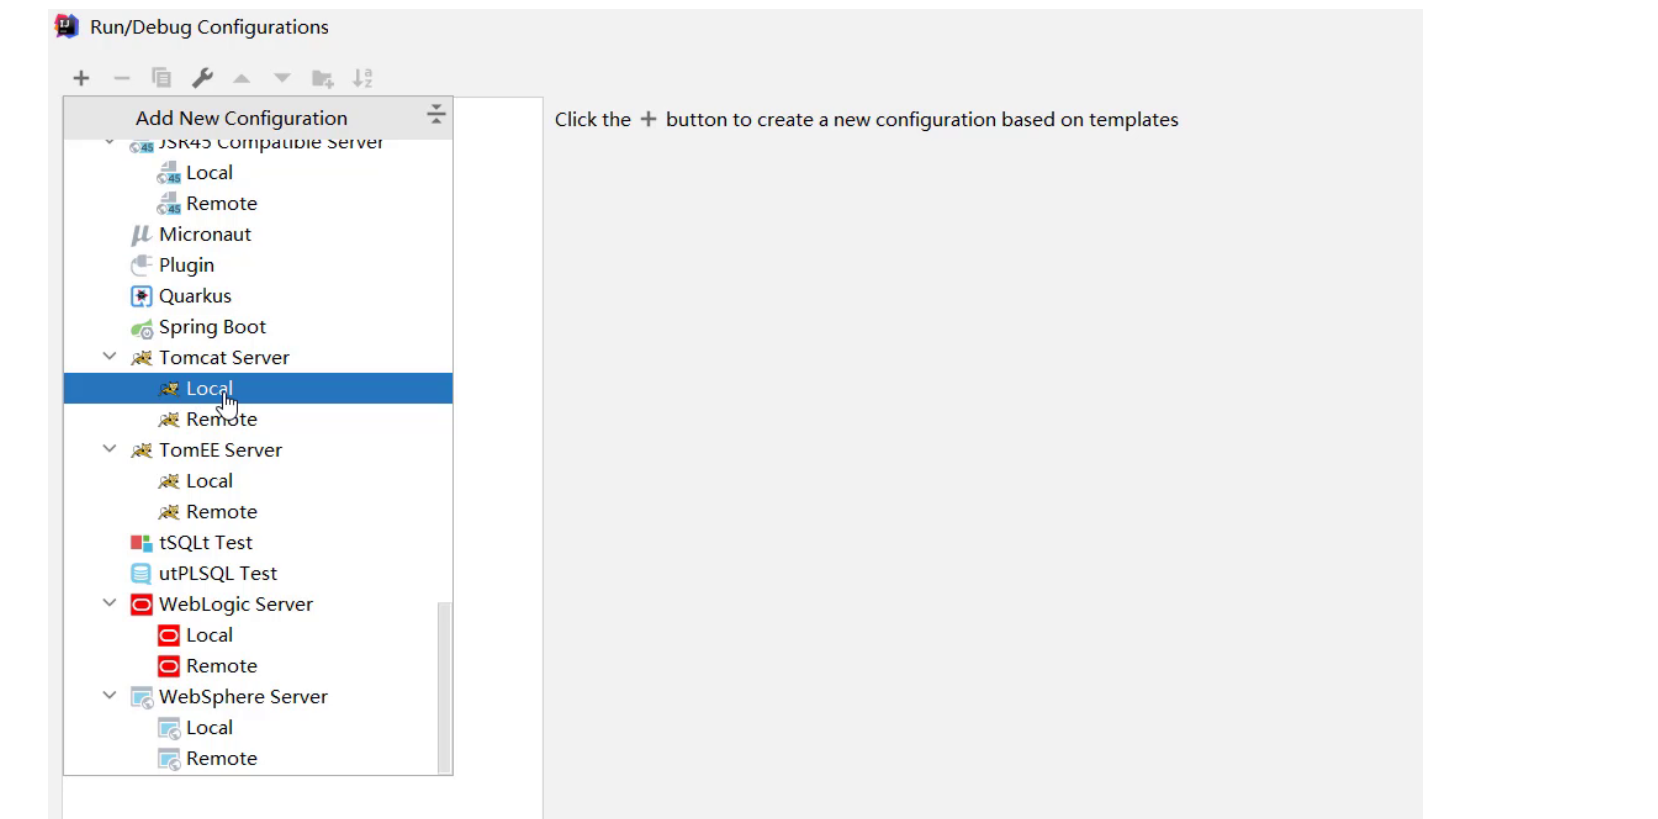 Run/Debug Configurations
Add New Configuration
Click the + button to create a new configuration based on templates
JSR45 Compatible Server
Local
Remote
Micronaut
Plugin
Quarkus
Spring Boot
Tomcat Server
Local
Remote
TomEE Server
Local
Remote
tSQLt Test
utPLSQL Test
WebLogic Server
Local
Remote
WebSphere Server
Local
Remote